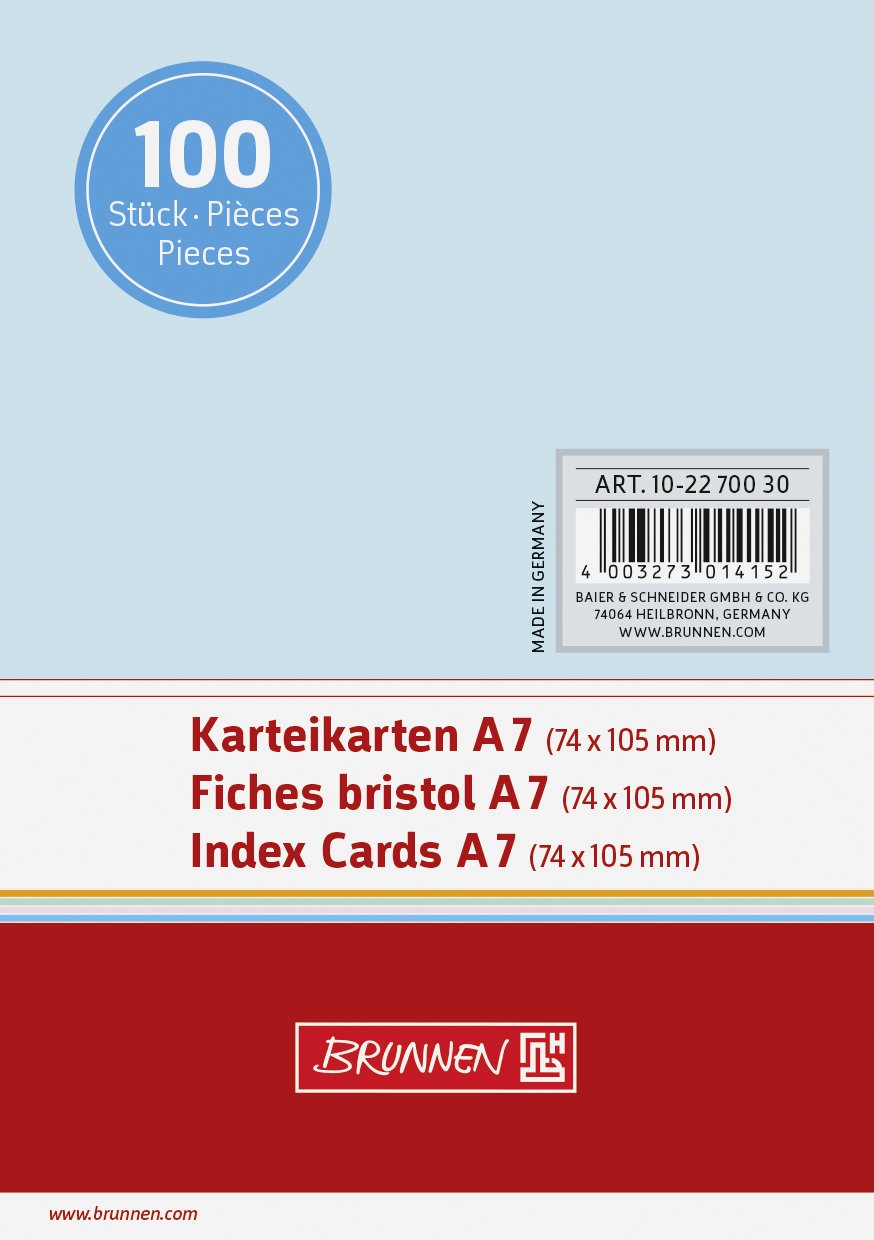 100
Stück · Pièces
Pieces
MADE IN GERMANY
ART. 10-22 700 30
4 003273 014152
BAIER & SCHNEIDER GMBH & CO. KG
74064 HEILBRONN, GERMANY
WWW.BRUNNEN.COM
Karteikarten A7 (74 x 105 mm)
Fiches bristol A7 (74 x 105 mm)
Index Cards A7 (74 x 105 mm)
BRUNNEN
www.brunnen.com